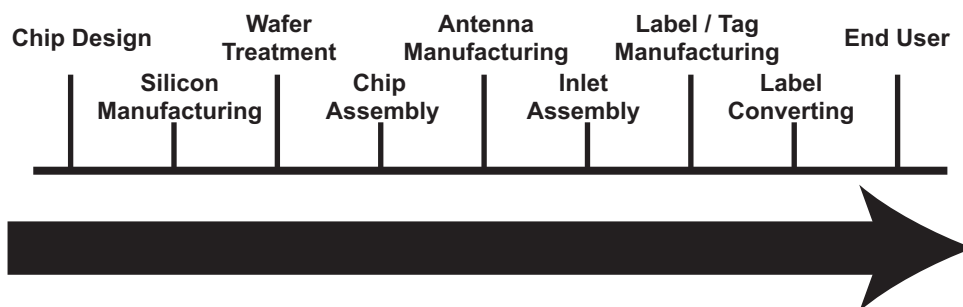 Chip Design
Silicon
Manufacturing
Wafer
Treatment
Chip
Assembly
Antenna
Manufacturing
Inlet
Assembly
Label / Tag
Manufacturing
Label
Converting
End User